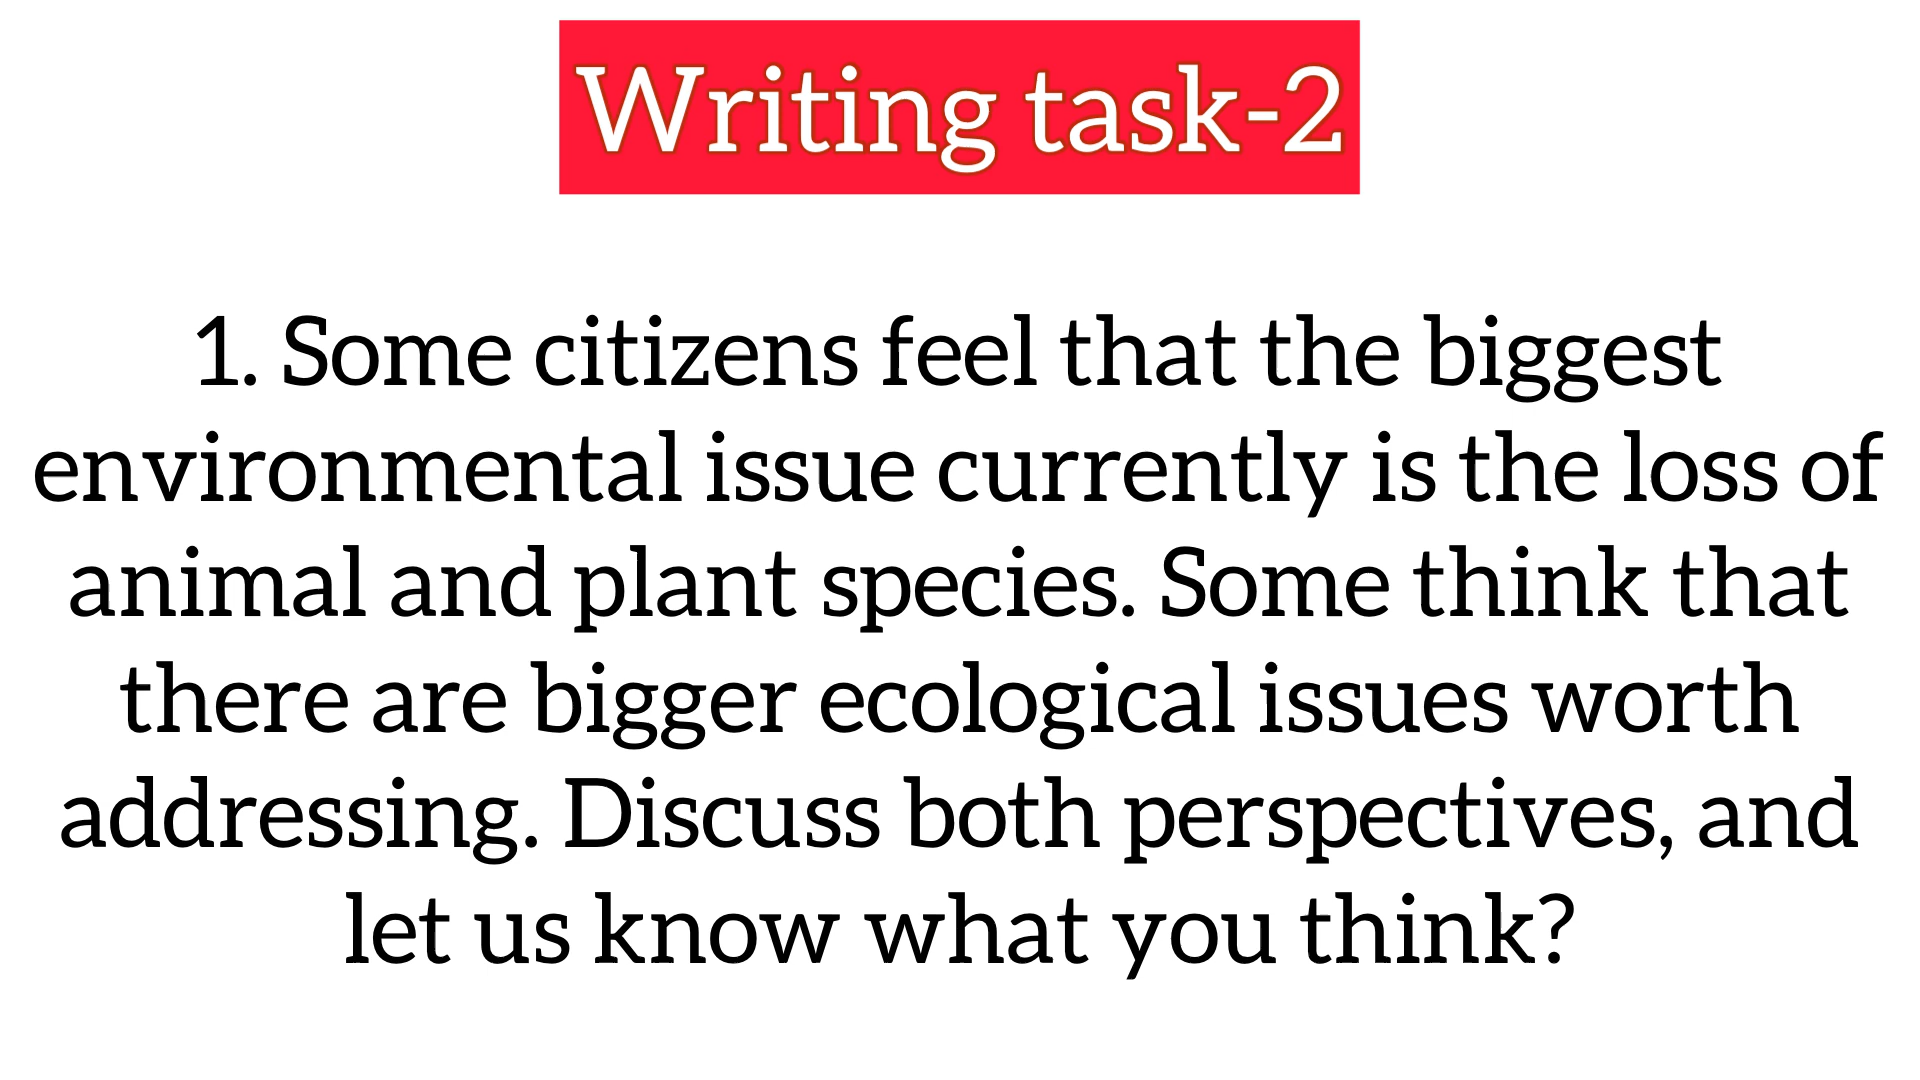 Writing task-2
1. Some citizens feel that the biggest
environmental issue currently is the loss of
animal and plant species. Some think that
there are bigger ecological issues worth
addressing. Discuss both perspectives, and
let us know what you think?